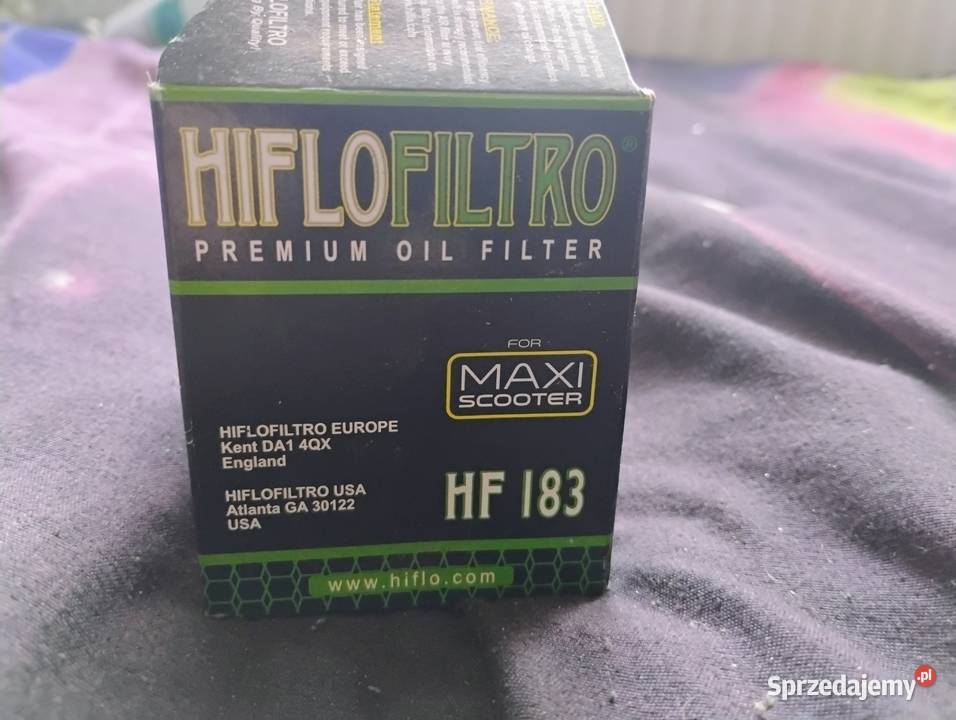 HIFLOFILTRO®
PREMIUM OIL FILTER
FOR
MAXI
SCOOTER
HIFLOFILTRO EUROPE
Kent DA1 4QX
England
HF 183
HIFLOFILTRO USA
Atlanta GA 30122
USA
www.hiflo.com
Sprzedajemy.pl